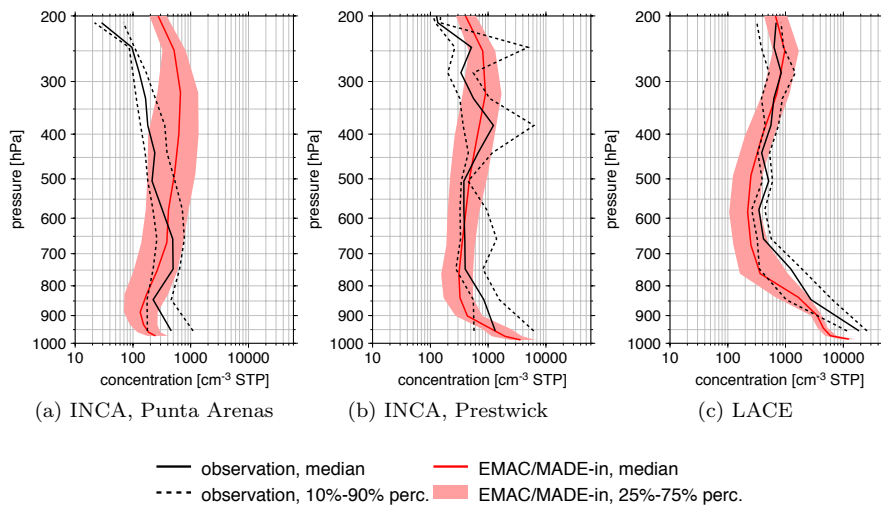 200
300
400
500
600
700
800
900
1000
pressure [hPa]
10 100 1000 10000
concentration [cm-3 STP]
(a) INCA, Punta Arenas
200
300
400
500
600
700
800
900
1000
pressure [hPa]
10 100 1000 10000
concentration [cm-3 STP]
(b) INCA, Prestwick
200
300
400
500
600
700
800
900
1000
pressure [hPa]
10 100 1000 10000
concentration [cm-3 STP]
(c) LACE
observation, median
EMAC/MADE-in, median
observation, 10%-90% perc.
EMAC/MADE-in, 25%-75% perc.